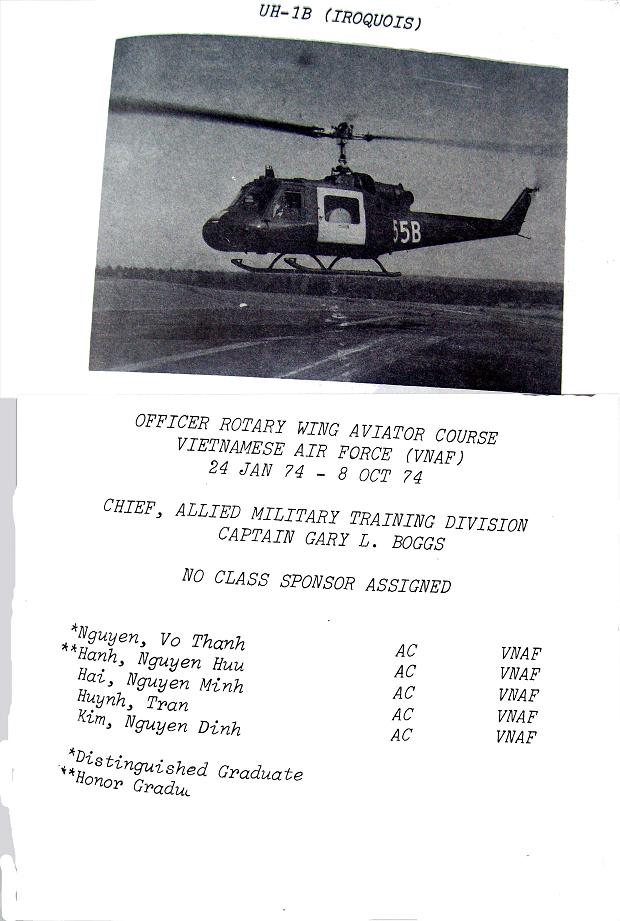 UH-1B (IROQUOIS)
55B
OFFICER ROTARY WING AVIATOR COURSE
VIETNAMESE AIR FORCE (VNAF)
24 JAN 74 - 8 OCT 74
CHIEF, ALLIED MILITARY TRAINING DIVISION
CAPTAIN GARY L. BOGGS
NO CLASS SPONSOR ASSIGNED
*Nguyen, Vo Thanh AC VNAF
**Hanh, Nguyen Huu AC VNAF
Hai, Nguyen Minh AC VNAF
Huynh, Tran AC VNAF
Kim, Nguyen Dinh AC VNAF
*Distinguished Graduate
**Honor Gradu